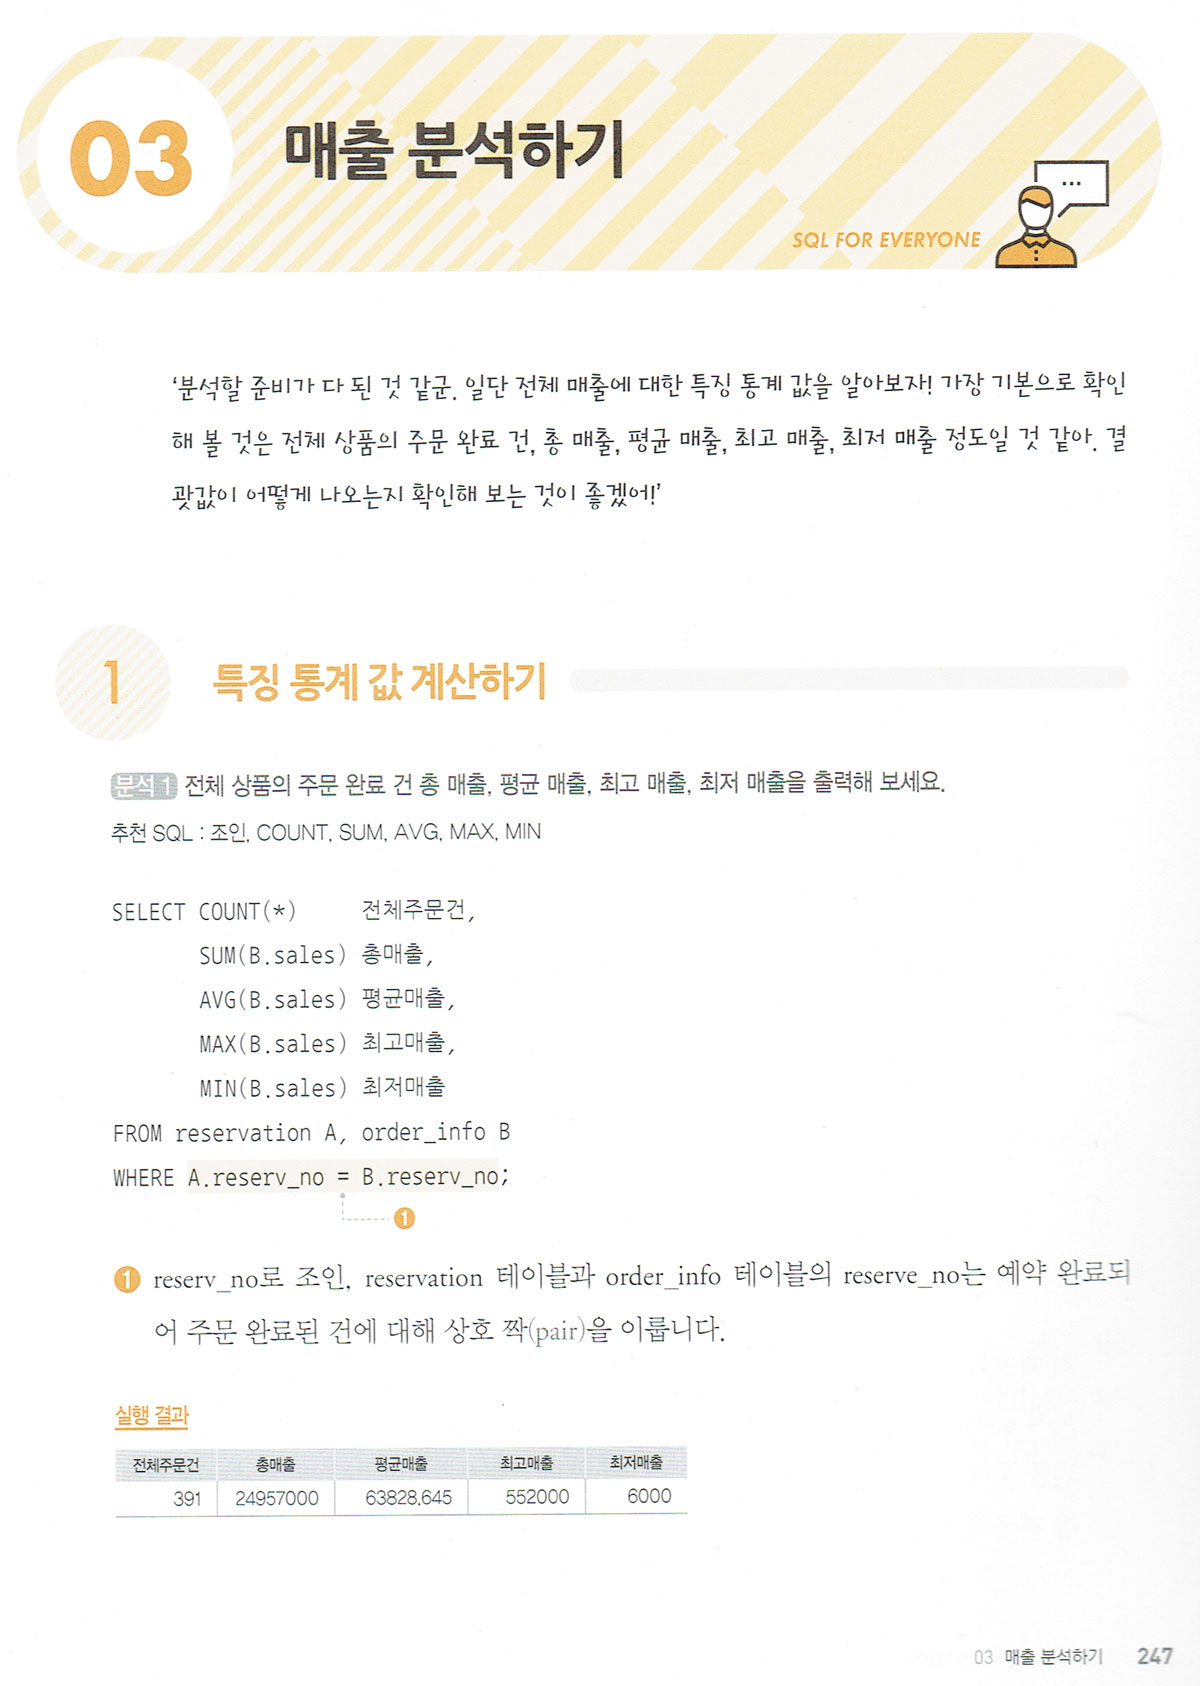 03
매출 분석하기
...
SQL FOR EVERYONE
‘분석할 준비가 다 된 것 같군. 일단 전체 매출에 대한 특징 통계 값을 알아보자! 가장 기본으로 확인
해 볼 것은 전체 상품의 주문 완료 건, 총 매출, 평균 매출, 최고 매출, 최저 매출 정도일 것 같아. 결
괏값이 어떻게 나오는지 확인해 보는 것이 좋겠어!’
1 특징 통계 값 계산하기
분석 1 전체 상품의 주문 완료 건 총 매출, 평균 매출, 최고 매출, 최저 매출을 출력해 보세요.
추천 SQL : 조인, COUNT, SUM, AVG, MAX, MIN
SELECT COUNT(*) 전체주문건,
SUM(B.sales) 총매출,
AVG(B.sales) 평균매출,
MAX(B.sales) 최고매출,
MIN(B.sales) 최저매출
FROM reservation A, order_info B
WHERE A.reserv_no = B.reserv_no;
1
1 reserv_no로 조인. reservation 테이블과 order_info 테이블의 reserve_no는 예약 완료되
어 주문 완료된 건에 대해 상호 짝(pair)을 이룹니다.
실행 결과
전체주문건 총매출 평균매출 최고매출 최저매출
391 24957000 63828.645 552000 6000
03 매출 분석하기 247